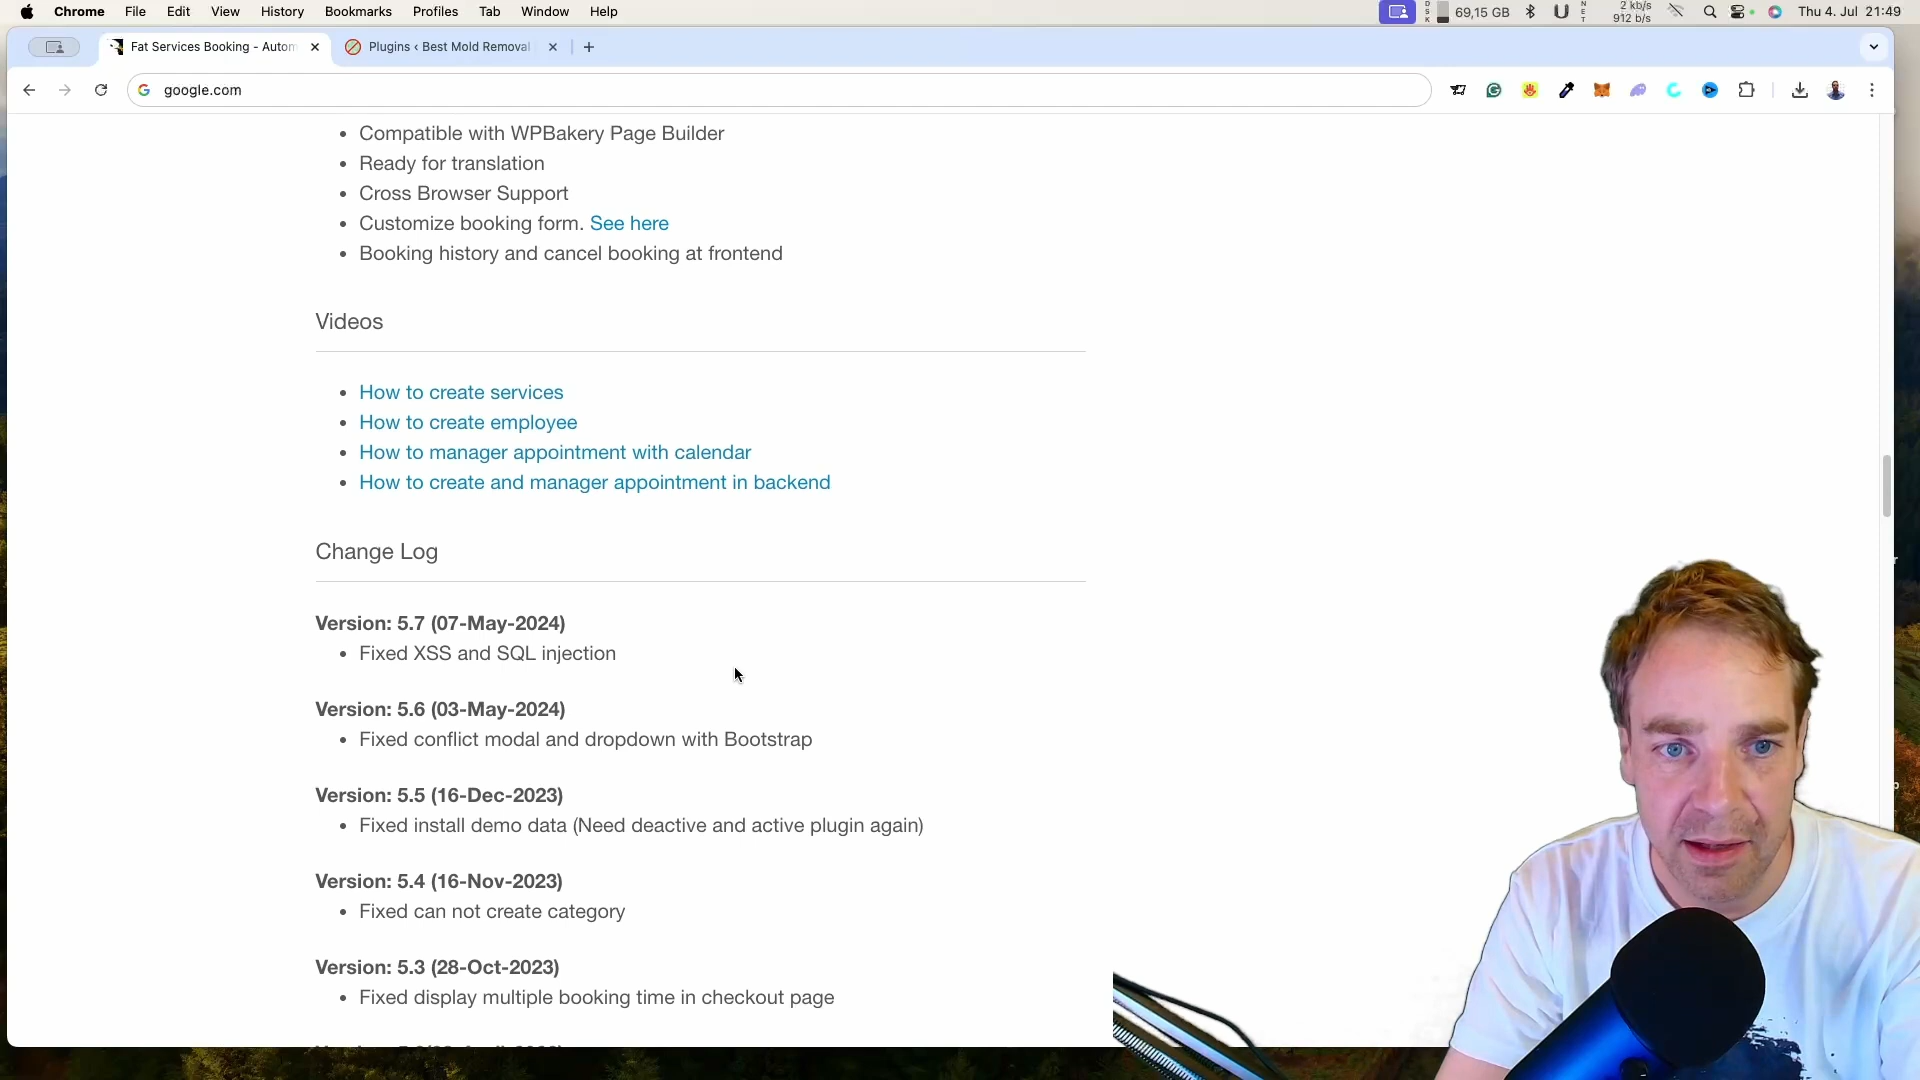 Chrome File Edit View History Bookmarks Profiles Tab Window Help
69,15 GB
2 kb/s
912 b/s
Thu 4. Jul 21:49
Fat Services Booking - Autom
Plugins ‹ Best Mold Removal
google.com
• Compatible with WPBakery Page Builder
• Ready for translation
• Cross Browser Support
• Customize booking form. See here
• Booking history and cancel booking at frontend
Videos
• How to create services
• How to create employee
• How to manager appointment with calendar
• How to create and manager appointment in backend
Change Log
Version: 5.7 (07-May-2024)
• Fixed XSS and SQL injection
Version: 5.6 (03-May-2024)
• Fixed conflict modal and dropdown with Bootstrap
Version: 5.5 (16-Dec-2023)
• Fixed install demo data (Need deactive and active plugin again)
Version: 5.4 (16-Nov-2023)
• Fixed can not create category
Version: 5.3 (28-Oct-2023)
• Fixed display multiple booking time in checkout page